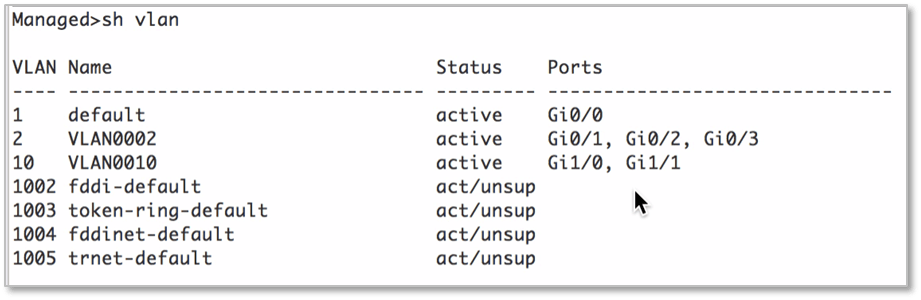 Managed>sh vlan
VLAN Name                             Status    Ports
---- -------------------------------- --------- -------------------------------
1    default                          active    Gi0/0
2    VLAN0002                         active    Gi0/1, Gi0/2, Gi0/3
10   VLAN0010                         active    Gi1/0, Gi1/1
1002 fddi-default                     act/unsup
1003 token-ring-default               act/unsup
1004 fddinet-default                  act/unsup
1005 trnet-default                    act/unsup